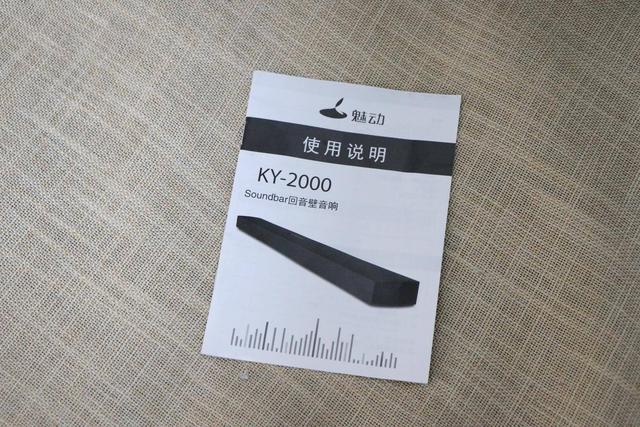 魅动
使用说明
KY-2000
Soundbar回音壁音响